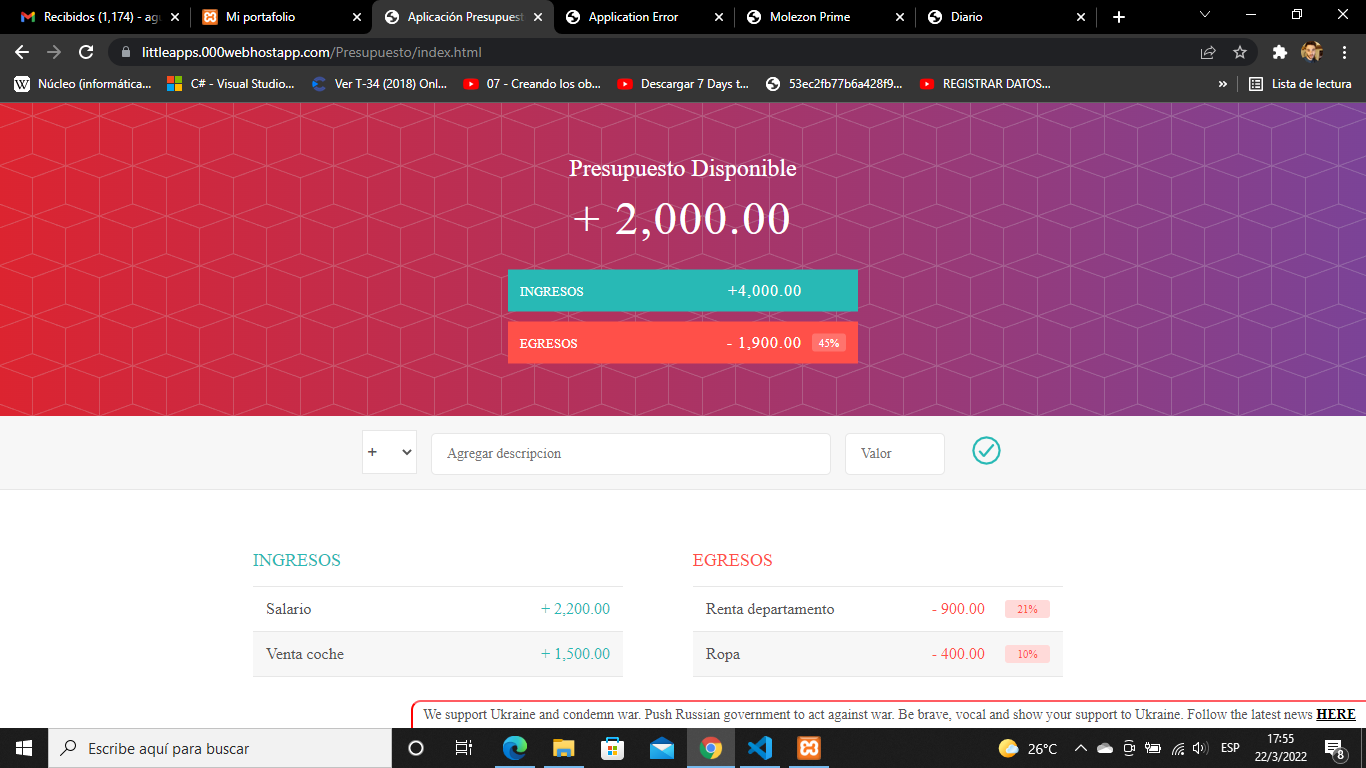 Recibidos (1,174) - agu
Mi portafolio
Aplicación Presupuest
Application Error
Molezon Prime
Diario
littleapps.000webhostapp.com/Presupuesto/index.html
Núcleo (informática...
C# - Visual Studio...
Ver T-34 (2018) Onl...
07 - Creando los ob...
Descargar 7 Days t...
53ec2fb77b6a428f9...
REGISTRAR DATOS...
»
Lista de lectura
Presupuesto Disponible
+ 2,000.00
INGRESOS +4,000.00
EGRESOS - 1,900.00 45%
+ Agregar descripcion Valor
INGRESOS
Salario + 2,200.00
Venta coche + 1,500.00
EGRESOS
Renta departamento - 900.00 21%
Ropa - 400.00 10%
We support Ukraine and condemn war. Push Russian government to act against war. Be brave, vocal and show your support to Ukraine. Follow the latest news HERE
Escribe aquí para buscar
26°C
ESP
17:55
22/3/2022
8